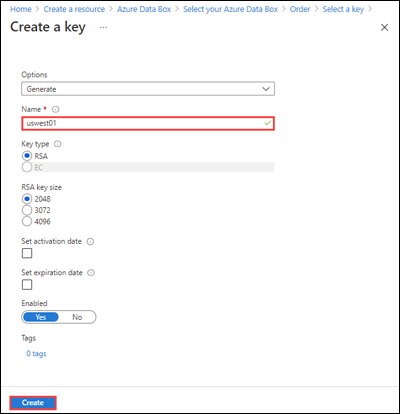 Home > Create a resource > Azure Data Box > Select your Azure Data Box > Order > Select a key >
Create a key ...
Options
Generate
Name *
uswest01
Key type
RSA
EC
RSA key size
2048
3072
4096
Set activation date
Set expiration date
Enabled
Yes No
Tags
0 tags
Create